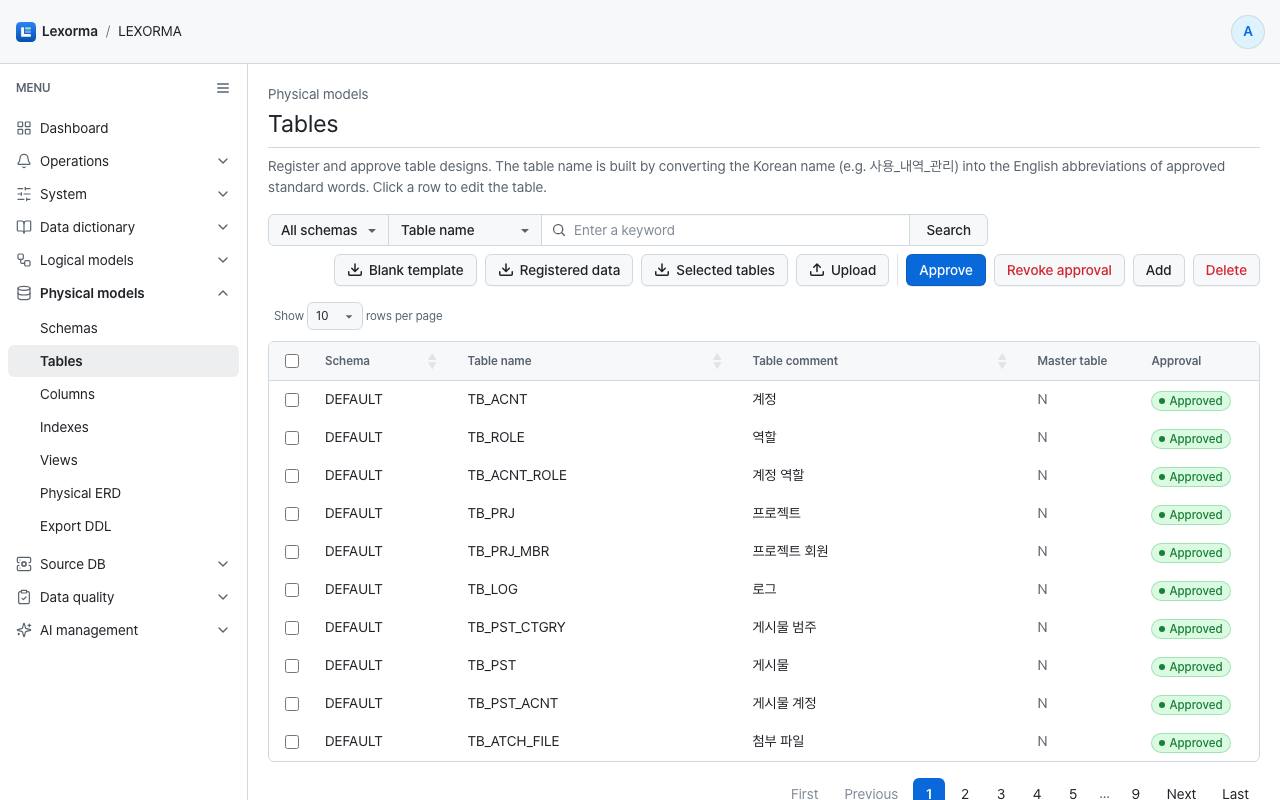 Lexorma / LEXORMA
A
MENU
Dashboard
Operations
System
Data dictionary
Logical models
Physical models
Schemas
Tables
Columns
Indexes
Views
Physical ERD
Export DDL
Source DB
Data quality
AI management
Physical models
Tables
Register and approve table designs. The table name is built by converting the Korean name (e.g. 사용_내역_관리) into the English abbreviations of approved
standard words. Click a row to edit the table.
All schemas Table name Enter a keyword Search
Blank template Registered data Selected tables Upload Approve Revoke approval Add Delete
Show 10 rows per page
Schema Table name Table comment Master table Approval
DEFAULT TB_ACNT 계정 N Approved
DEFAULT TB_ROLE 역할 N Approved
DEFAULT TB_ACNT_ROLE 계정 역할 N Approved
DEFAULT TB_PRJ 프로젝트 N Approved
DEFAULT TB_PRJ_MBR 프로젝트 회원 N Approved
DEFAULT TB_LOG 로그 N Approved
DEFAULT TB_PST_CTGRY 게시물 범주 N Approved
DEFAULT TB_PST 게시물 N Approved
DEFAULT TB_PST_ACNT 게시물 계정 N Approved
DEFAULT TB_ATCH_FILE 첨부 파일 N Approved
First Previous 1 2 3 4 5 ... 9 Next Last